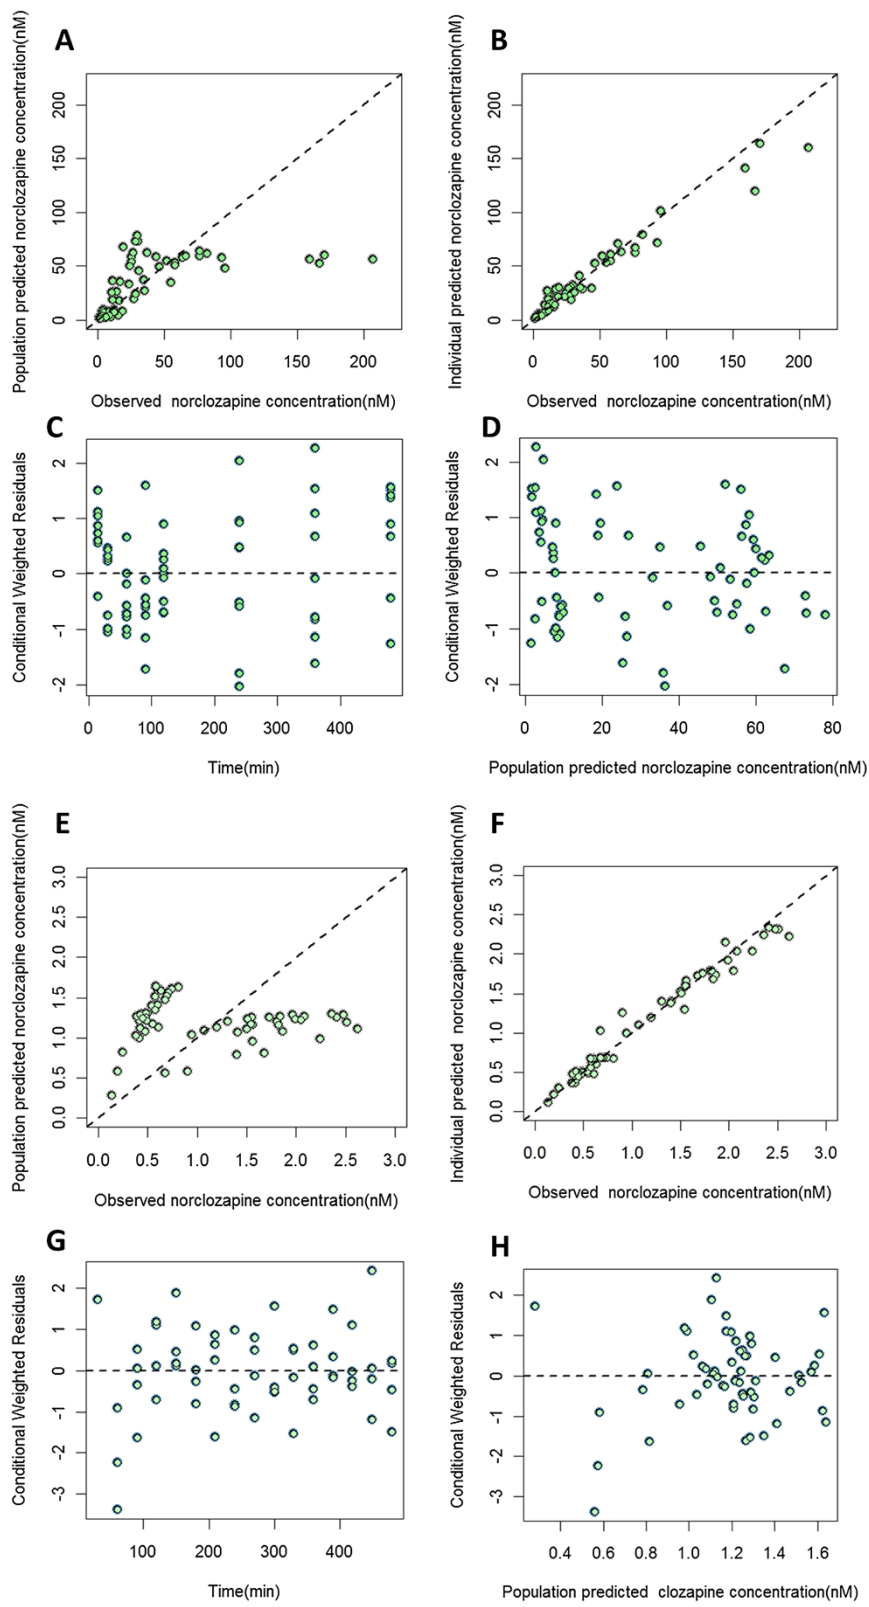 A
B
Population predicted norclozapine concentration(nM)
0 50 100 150 200
0 50 100 150 200
Observed  norclozapine concentration(nM)
Individual predicted norclozapine concentration(nM)
0 50 100 150 200
0 50 100 150 200
Observed  norclozapine concentration(nM)
C
D
Conditional Weighted Residuals
-2 -1 0 1 2
0 100 200 300 400
Time(min)
Conditional Weighted Residuals
-2 -1 0 1 2
0 20 40 60 80
Population predicted norclozapine concentration(nM)
E
F
Population predicted norclozapine concentration(nM)
0.0 0.5 1.0 1.5 2.0 2.5 3.0
0.0 0.5 1.0 1.5 2.0 2.5 3.0
Observed norclozapine concentration(nM)
Individual predicted  norclozapine concentration(nM)
0.0 0.5 1.0 1.5 2.0 2.5 3.0
0.0 0.5 1.0 1.5 2.0 2.5 3.0
Observed  norclozapine concentration(nM)
G
H
Conditional Weighted Residuals
-3 -2 -1 0 1 2
100 200 300 400
Time(min)
Conditional Weighted Residuals
-3 -2 -1 0 1 2
0.4 0.6 0.8 1.0 1.2 1.4 1.6
Population predicted  clozapine concentration(nM)